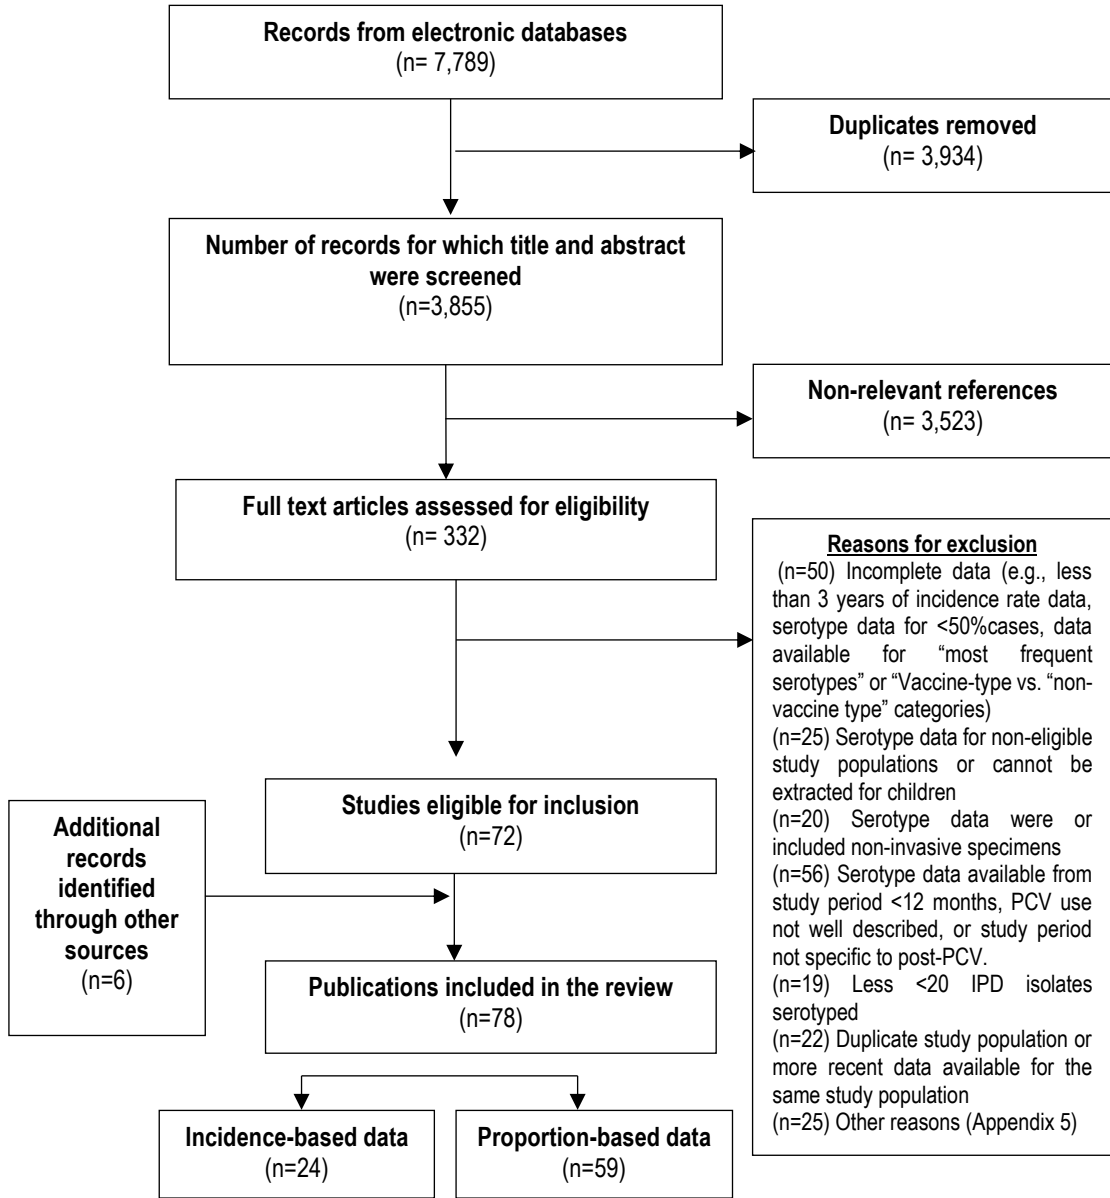 Records from electronic databases
(n= 7,789)
Duplicates removed
(n= 3,934)
Number of records for which title and abstract
were screened
(n=3,855)
Non-relevant references
(n= 3,523)
Full text articles assessed for eligibility
(n= 332)
Reasons for exclusion
(n=50) Incomplete data (e.g., less
than 3 years of incidence rate data,
serotype data for <50%cases, data
available for “most frequent
serotypes” or “Vaccine-type vs. “non-
vaccine type” categories)
(n=25) Serotype data for non-eligible
study populations or cannot be
extracted for children
(n=20) Serotype data were or
included non-invasive specimens
(n=56) Serotype data available from
study period <12 months, PCV use
not well described, or study period
not specific to post-PCV.
(n=19) Less <20 IPD isolates
serotyped
(n=22) Duplicate study population or
more recent data available for the
same study population
(n=25) Other reasons (Appendix 5)
Studies eligible for inclusion
(n=72)
Additional
records
identified
through other
sources
(n=6)
Publications included in the review
(n=78)
Incidence-based data
(n=24)
Proportion-based data
(n=59)